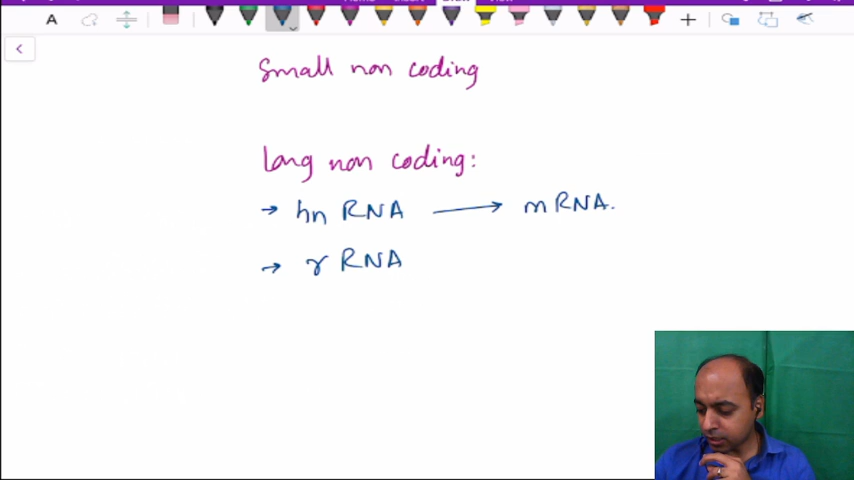 Small non coding
Long non coding:
→ hn RNA → mRNA.
→ r RNA